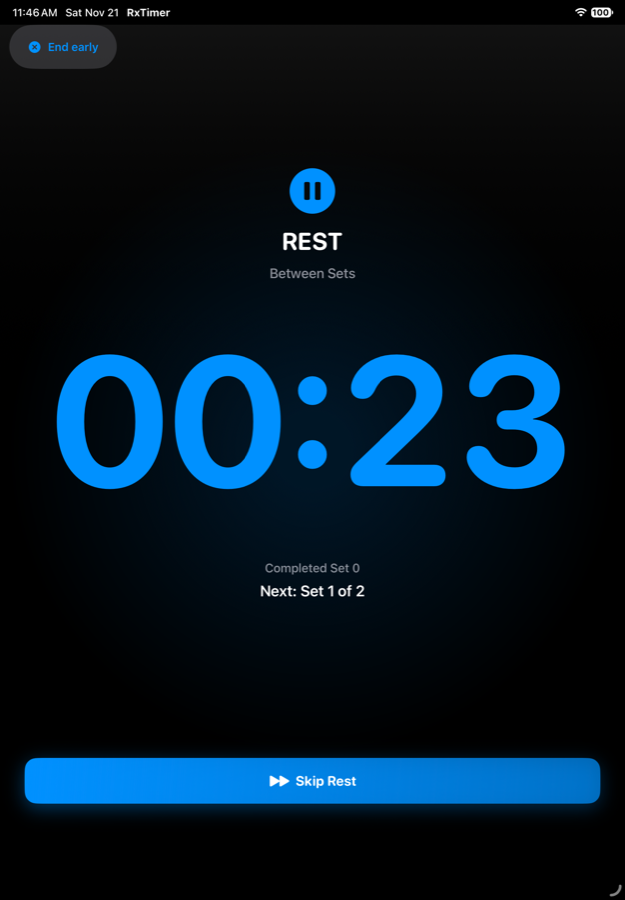 11:46 AM Sat Nov 21 RxTimer 100
End early
REST
Between Sets
00:23
Completed Set 0
Next: Set 1 of 2
Skip Rest